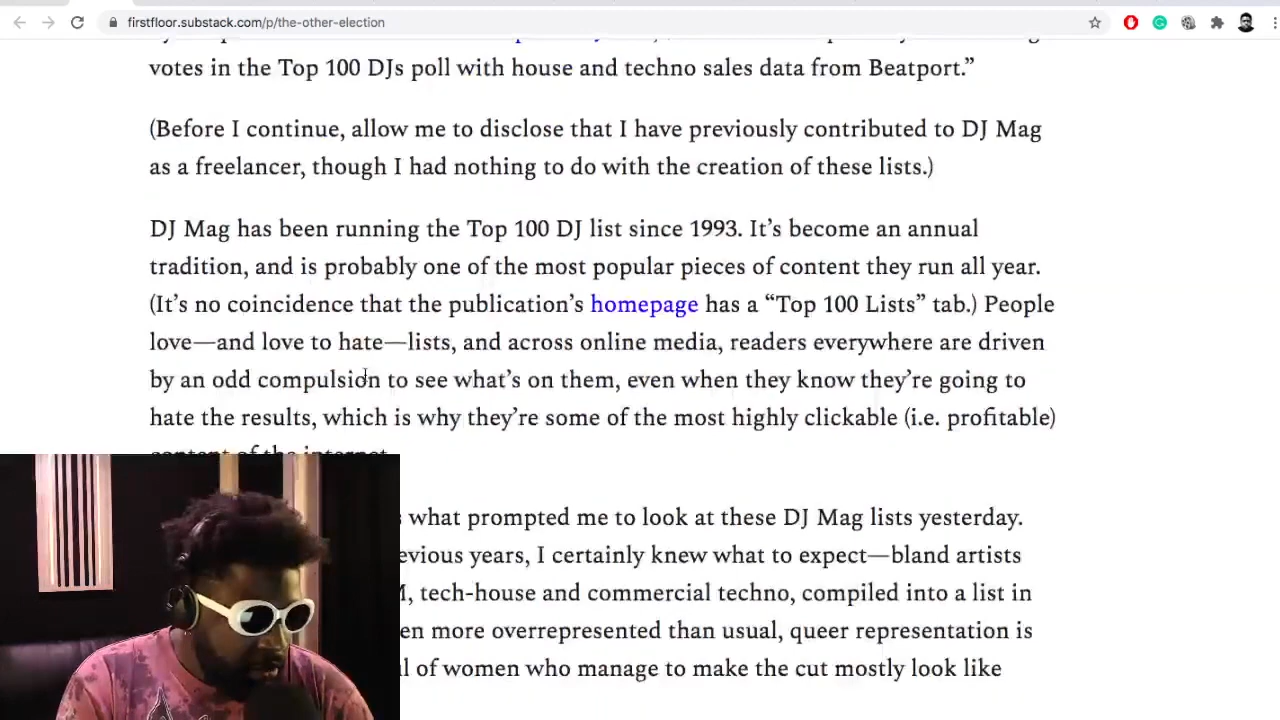 firstfloor.substack.com/p/the-other-election
votes in the Top 100 DJs poll with house and techno sales data from Beatport.”
(Before I continue, allow me to disclose that I have previously contributed to DJ Mag
as a freelancer, though I had nothing to do with the creation of these lists.)
DJ Mag has been running the Top 100 DJ list since 1993. It’s become an annual
tradition, and is probably one of the most popular pieces of content they run all year.
(It’s no coincidence that the publication’s homepage has a “Top 100 Lists” tab.) People
love—and love to hate—lists, and across online media, readers everywhere are driven
by an odd compulsion to see what’s on them, even when they know they’re going to
hate the results, which is why they’re some of the most highly clickable (i.e. profitable)
content of the internet.
what prompted me to look at these DJ Mag lists yesterday.
evious years, I certainly knew what to expect—bland artists
, tech-house and commercial techno, compiled into a list in
en more overrepresented than usual, queer representation is
l of women who manage to make the cut mostly look like